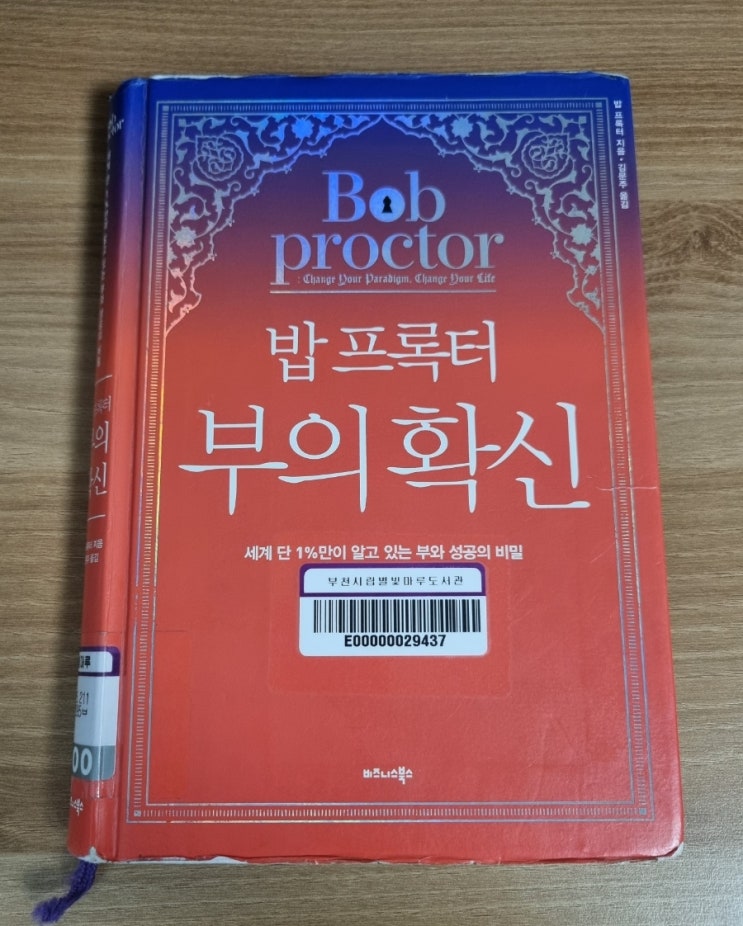 밥 프록터 지음 · 김문주 옮김
Bob
proctor
: Change Your Paradigm, Change Your Life
밥 프록터
부의 확신
세계 단 1%만이 알고 있는 부와 성공의 비밀
부천시립별빛마루도서관
E00000029437
비즈니스북스